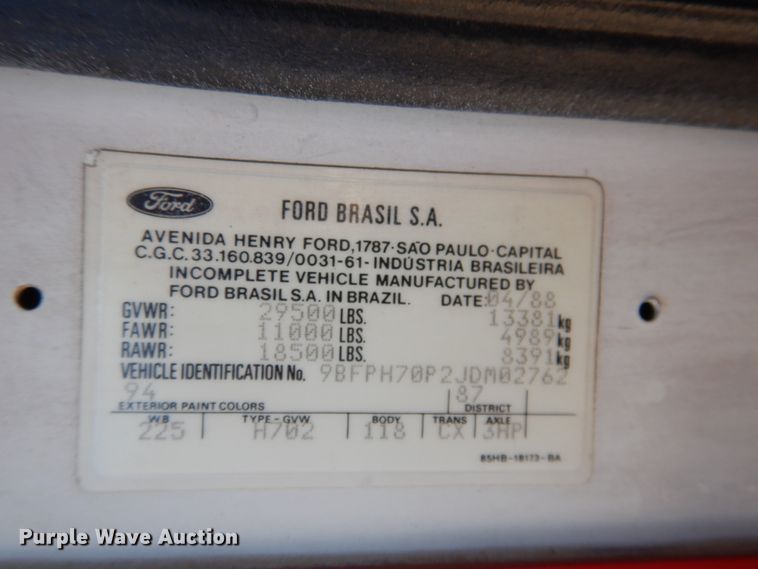 Ford
FORD BRASIL S.A.
AVENIDA HENRY FORD,1787-SAO PAULO-CAPITAL
C.G.C. 33.160.839/0031-61-INDÚSTRIA BRASILEIRA
INCOMPLETE VEHICLE MANUFACTURED BY
FORD BRASIL S.A. IN BRAZIL. DATE: 04/88
GVWR: 29500 LBS. 13381 kg
FAWR: 11000 LBS. 4989 kg
RAWR: 18500 LBS. 8391 kg
VEHICLE IDENTIFICATION No. 9BFPH70P2JDM02762
94 87
EXTERIOR PAINT COLORS DISTRICT
WB TYPE-GVW BODY TRANS AXLE
225 H/702 118 CX 3HP
85HB-18173-BA
Purple Wave Auction